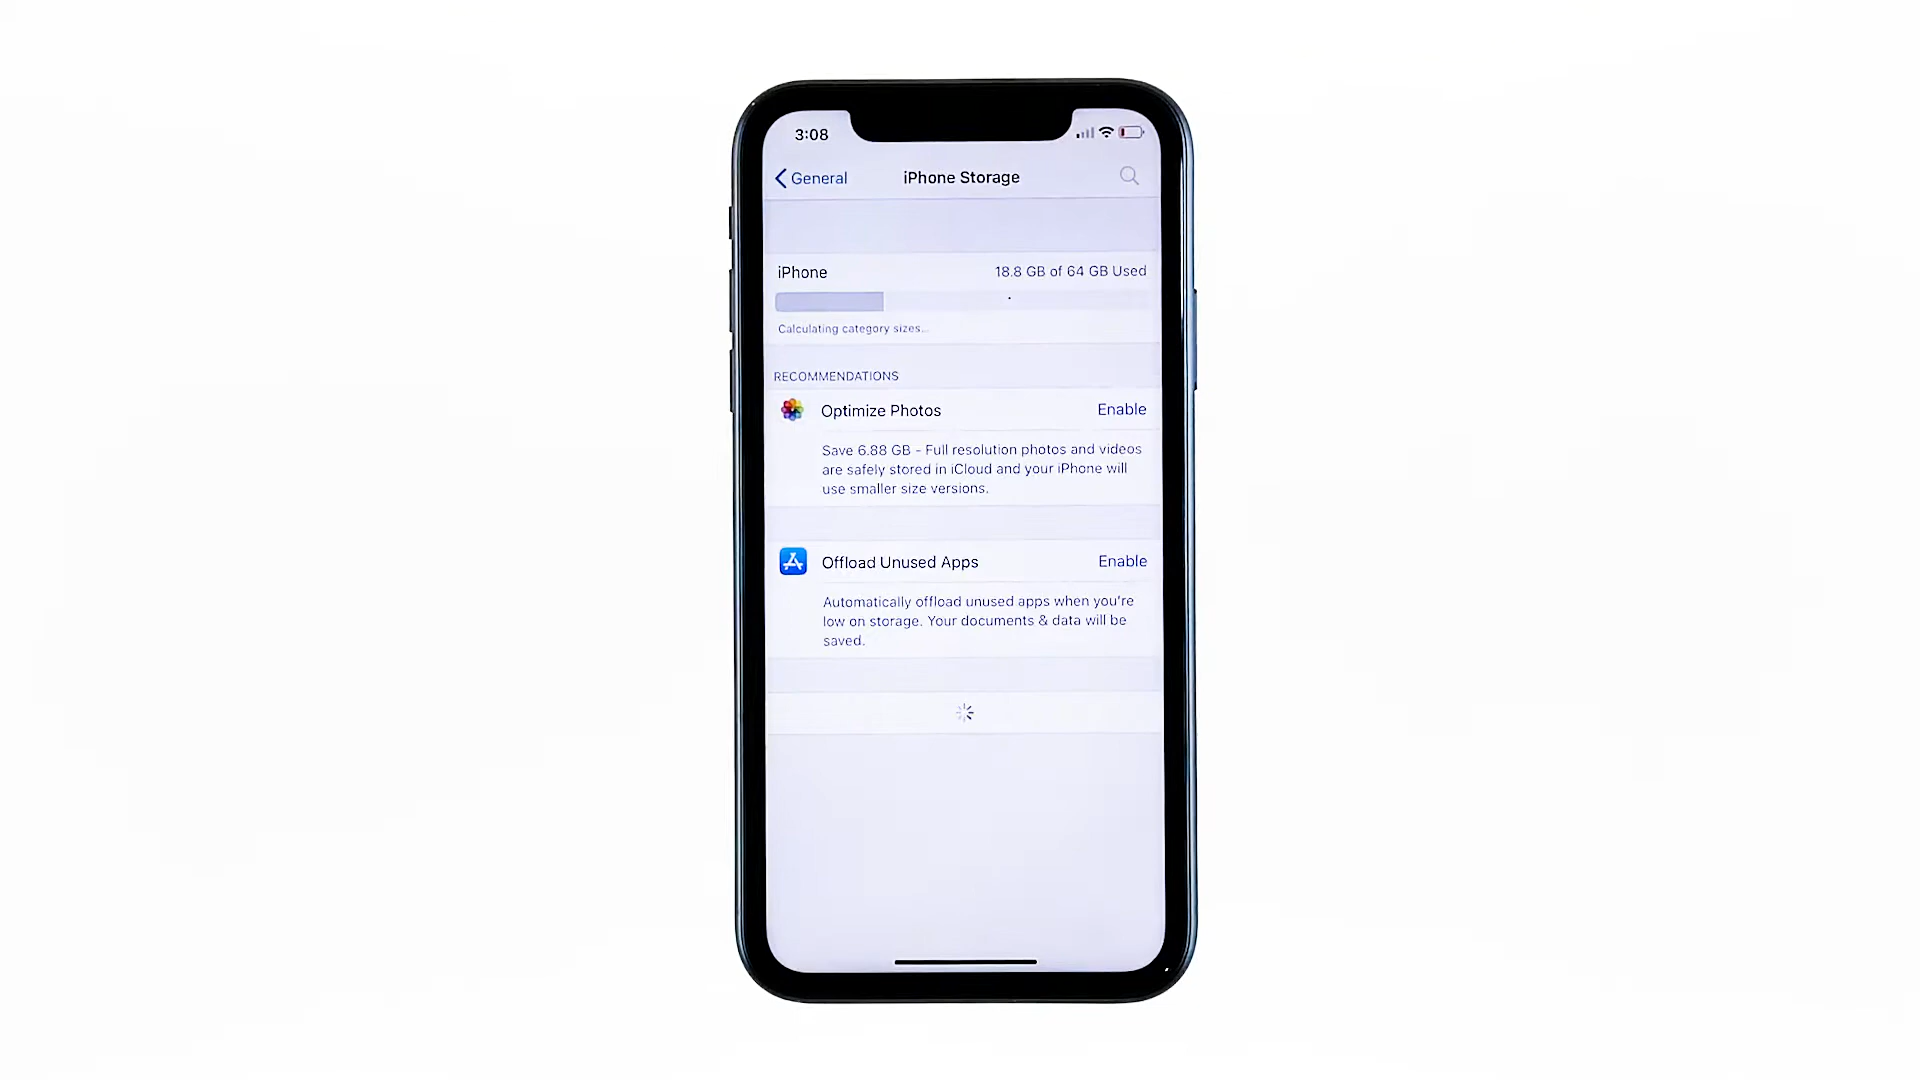 3:08
General
iPhone Storage
iPhone
18.8 GB of 64 GB Used
Calculating category sizes...
RECOMMENDATIONS
Optimize Photos
Enable
Save 6.88 GB - Full resolution photos and videos
are safely stored in iCloud and your iPhone will
use smaller size versions.
Offload Unused Apps
Enable
Automatically offload unused apps when you're
low on storage. Your documents & data will be
saved.